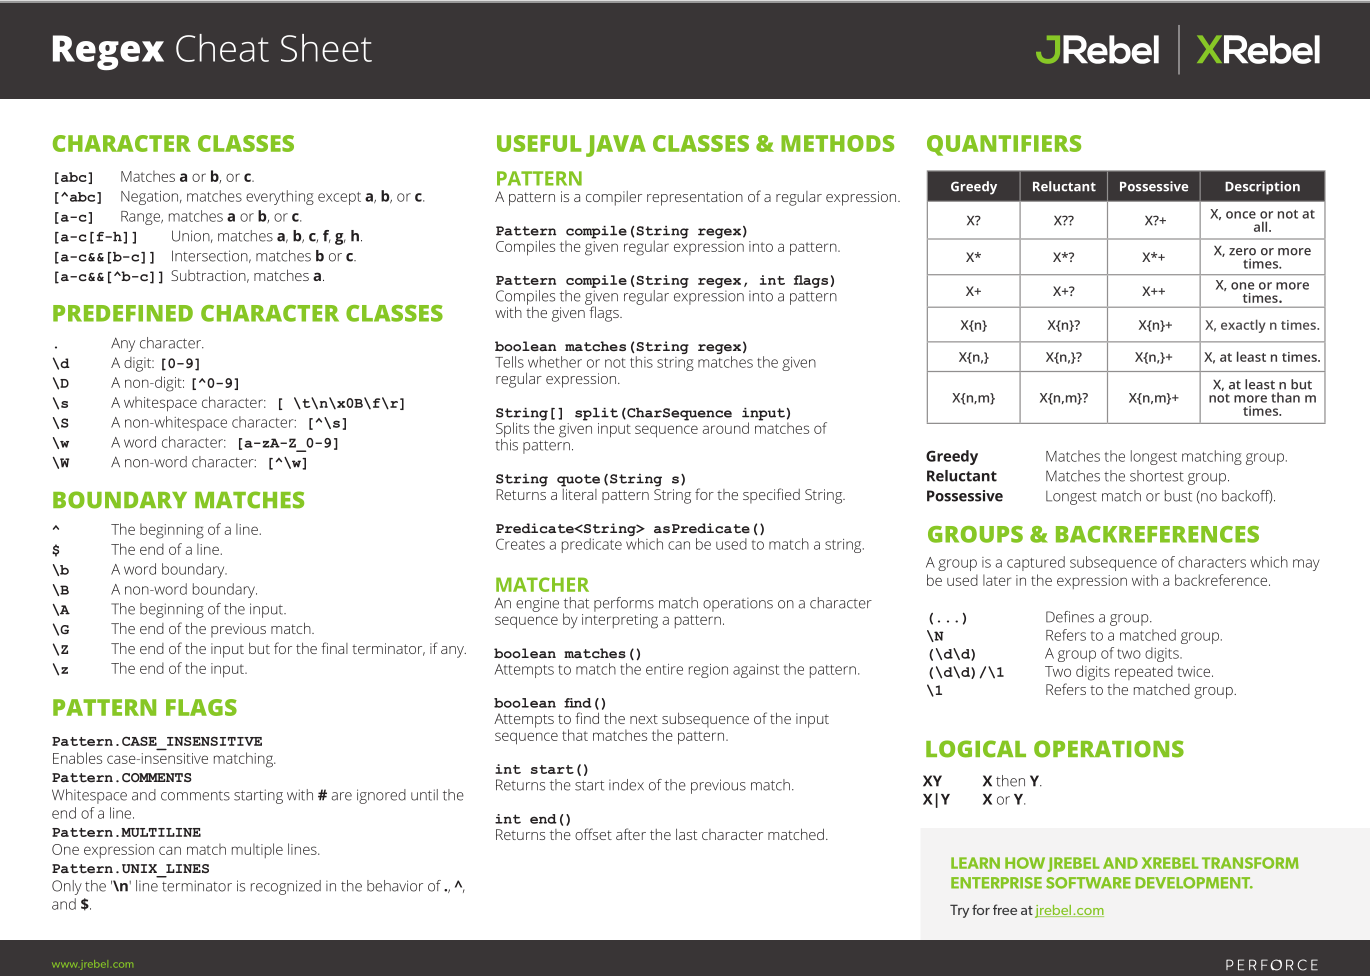 Regex Cheat Sheet
JRebel | XRebel
CHARACTER CLASSES
[abc] Matches a or b, or c.
[^abc] Negation, matches everything except a, b, or c.
[a-c] Range, matches a or b, or c.
[a-c[f-h]] Union, matches a, b, c, f, g, h.
[a-c&&[b-c]] Intersection, matches b or c.
[a-c&&[^b-c]] Subtraction, matches a.
PREDEFINED CHARACTER CLASSES
. Any character.
\d A digit: [0-9]
\D A non-digit: [^0-9]
\s A whitespace character: [ \t\n\x0B\f\r]
\S A non-whitespace character: [^\s]
\w A word character: [a-zA-Z_0-9]
\W A non-word character: [^\w]
BOUNDARY MATCHES
^ The beginning of a line.
$ The end of a line.
\b A word boundary.
\B A non-word boundary.
\A The beginning of the input.
\G The end of the previous match.
\Z The end of the input but for the final terminator, if any.
\z The end of the input.
PATTERN FLAGS
Pattern.CASE_INSENSITIVE
Enables case-insensitive matching.
Pattern.COMMENTS
Whitespace and comments starting with # are ignored until the
end of a line.
Pattern.MULTILINE
One expression can match multiple lines.
Pattern.UNIX_LINES
Only the '\n' line terminator is recognized in the behavior of ., ^,
and $.
USEFUL JAVA CLASSES & METHODS
PATTERN
A pattern is a compiler representation of a regular expression.
Pattern compile(String regex)
Compiles the given regular expression into a pattern.
Pattern compile(String regex, int flags)
Compiles the given regular expression into a pattern
with the given flags.
boolean matches(String regex)
Tells whether or not this string matches the given
regular expression.
String[] split(CharSequence input)
Splits the given input sequence around matches of
this pattern.
String quote(String s)
Returns a literal pattern String for the specified String.
Predicate<String> asPredicate()
Creates a predicate which can be used to match a string.
MATCHER
An engine that performs match operations on a character
sequence by interpreting a pattern.
boolean matches()
Attempts to match the entire region against the pattern.
boolean find()
Attempts to find the next subsequence of the input
sequence that matches the pattern.
int start()
Returns the start index of the previous match.
int end()
Returns the offset after the last character matched.
QUANTIFIERS
Greedy Reluctant Possessive Description
X? X?? X?+ X, once or not at
all.
X* X*? X*+ X, zero or more
times.
X+ X+? X++ X, one or more
times.
X{n} X{n}? X{n}+ X, exactly n times.
X{n,} X{n,}? X{n,}+ X, at least n times.
X{n,m} X{n,m}? X{n,m}+ X, at least n but
not more than m
times.
Greedy Matches the longest matching group.
Reluctant Matches the shortest group.
Possessive Longest match or bust (no backoff).
GROUPS & BACKREFERENCES
A group is a captured subsequence of characters which may
be used later in the expression with a backreference.
(...) Defines a group.
\N Refers to a matched group.
(\d\d) A group of two digits.
(\d\d)/\1 Two digits repeated twice.
\1 Refers to the matched group.
LOGICAL OPERATIONS
XY X then Y.
X|Y X or Y.
LEARN HOW JREBEL AND XREBEL TRANSFORM
ENTERPRISE SOFTWARE DEVELOPMENT.
Try for free at jrebel.com
www.jrebel.com
PERFORCE